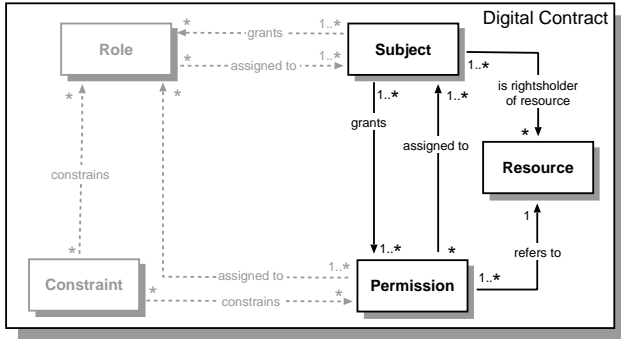 Digital Contract
Role
* grants 1..*
Subject
* assigned to 1..*
1..*
is rightsholder
of resource
*
*
*
1..*
1..*
grants
assigned to
*
Resource
constrains
1
refers to
*
1..*
*
assigned to 1..*
Constraint
Permission
1..*
* constrains *